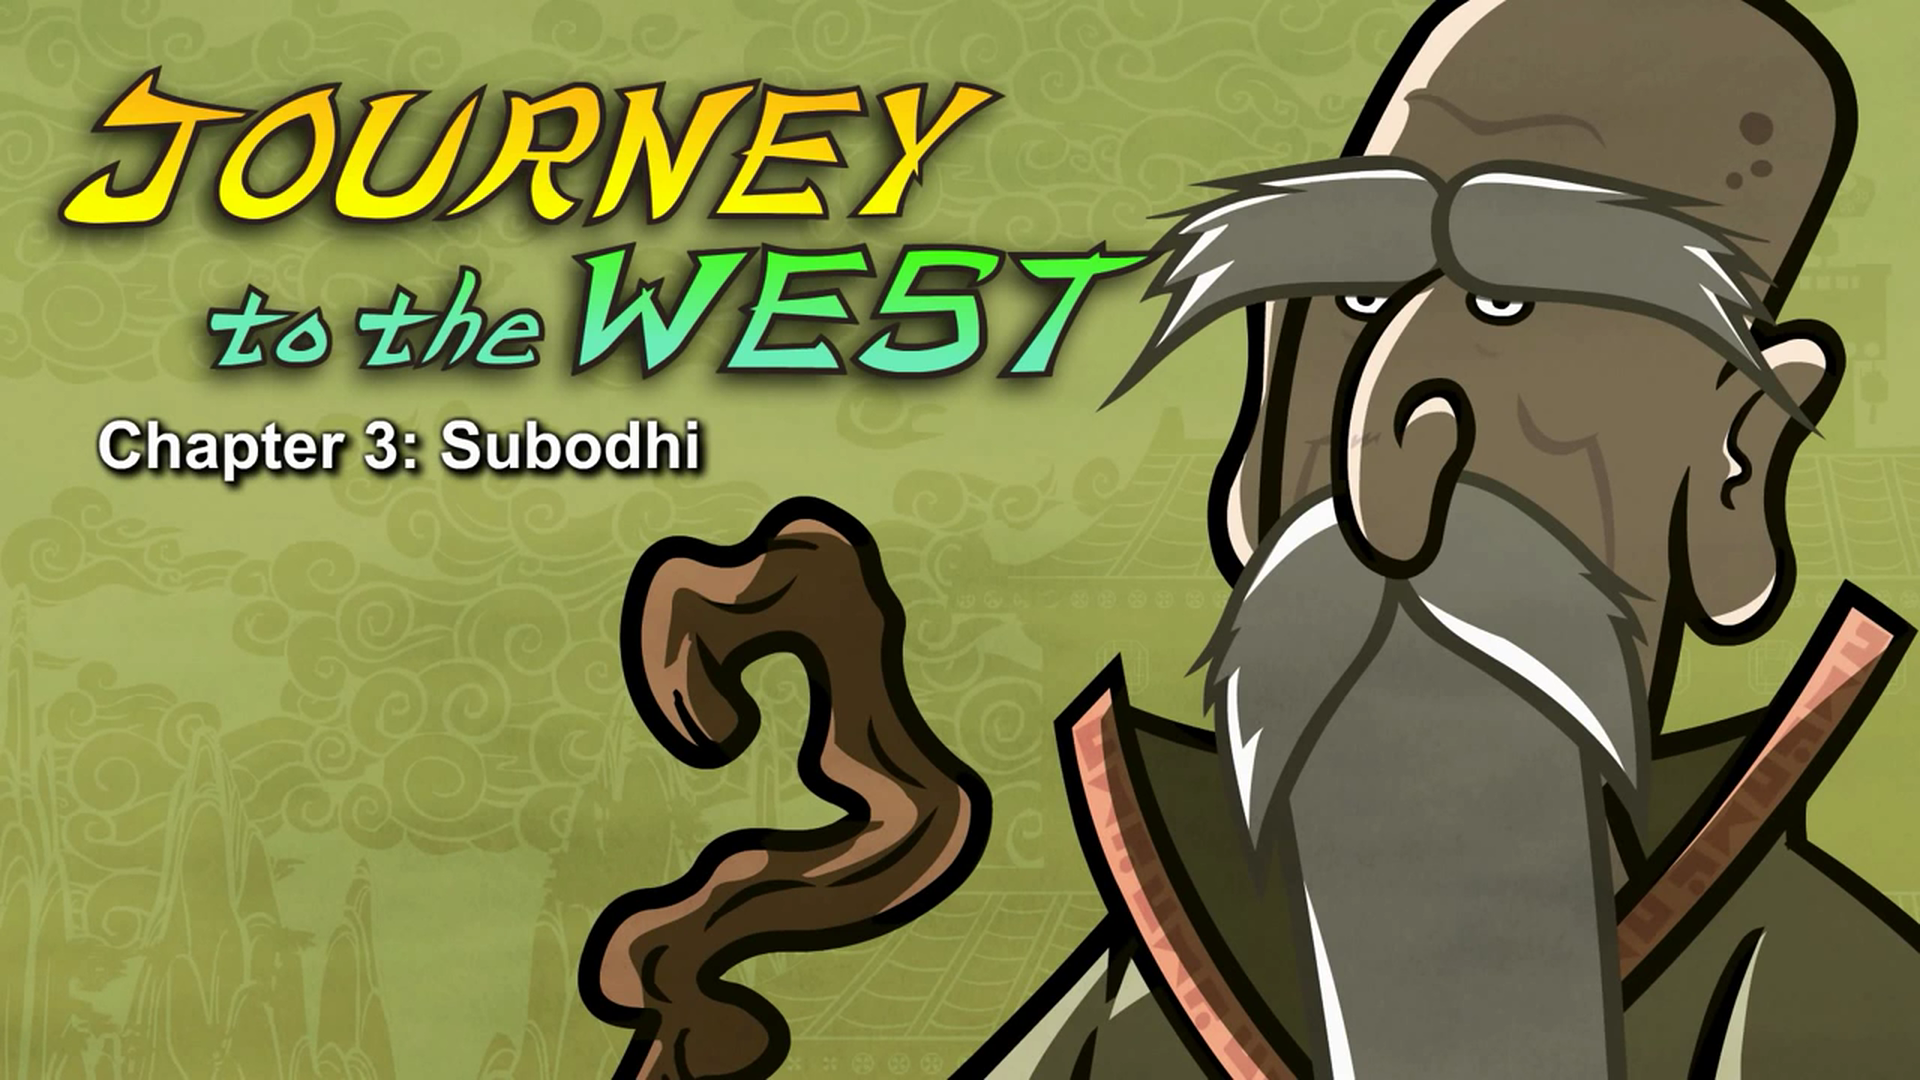 JOURNEY
to the WEST
Chapter 3: Subodhi